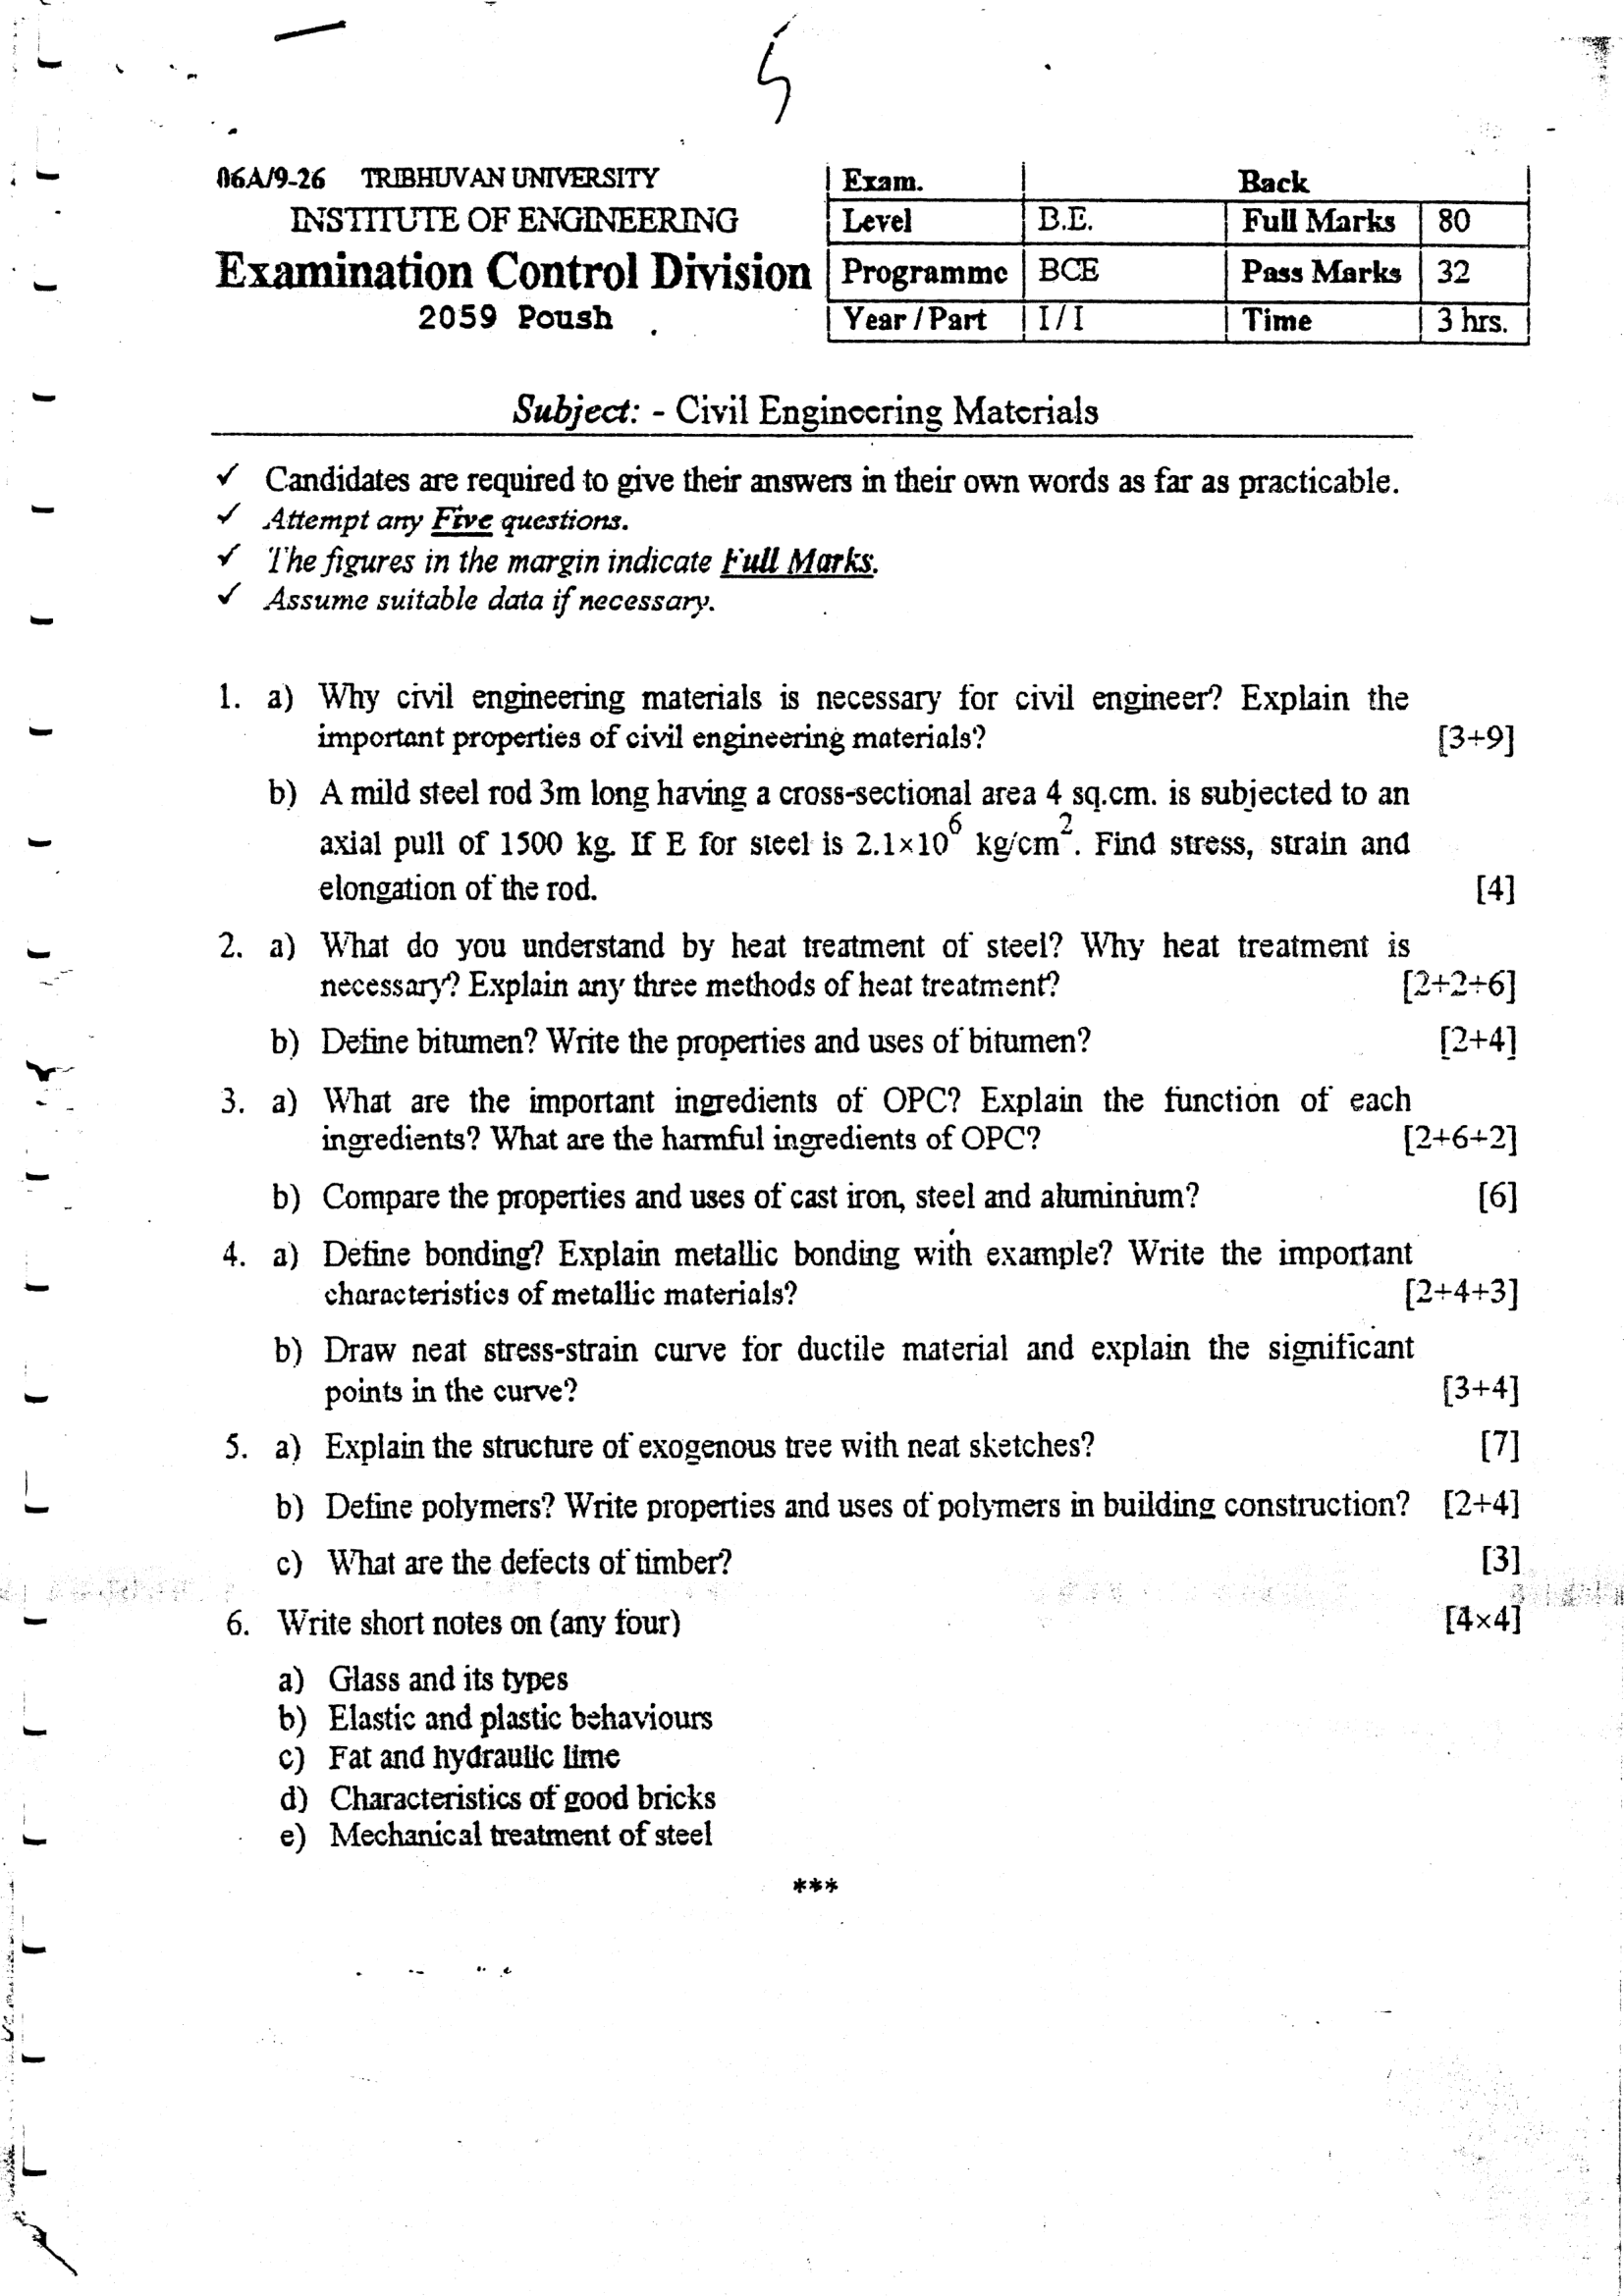 5
06A/9-26 TRIBHUVAN UNIVERSITY
INSTITUTE OF ENGINEERING
Examination Control Division
2059 Poush
Exam. Back
Level B.E. Full Marks 80
Programme BCE Pass Marks 32
Year / Part I / I Time 3 hrs.
Subject: - Civil Engineering Materials
✓ Candidates are required to give their answers in their own words as far as practicable.
✓ Attempt any Five questions.
✓ The figures in the margin indicate Full Marks.
✓ Assume suitable data if necessary.
1. a) Why civil engineering materials is necessary for civil engineer? Explain the
important properties of civil engineering materials? [3+9]
b) A mild steel rod 3m long having a cross-sectional area 4 sq.cm. is subjected to an
axial pull of 1500 kg. If E for steel is 2.1×10⁶ kg/cm². Find stress, strain and
elongation of the rod. [4]
2. a) What do you understand by heat treatment of steel? Why heat treatment is
necessary? Explain any three methods of heat treatment? [2+2+6]
b) Define bitumen? Write the properties and uses of bitumen? [2+4]
3. a) What are the important ingredients of OPC? Explain the function of each
ingredients? What are the harmful ingredients of OPC? [2+6+2]
b) Compare the properties and uses of cast iron, steel and aluminium? [6]
4. a) Define bonding? Explain metallic bonding with example? Write the important
characteristics of metallic materials? [2+4+3]
b) Draw neat stress-strain curve for ductile material and explain the significant
points in the curve? [3+4]
5. a) Explain the structure of exogenous tree with neat sketches? [7]
b) Define polymers? Write properties and uses of polymers in building construction? [2+4]
c) What are the defects of timber? [3]
6. Write short notes on (any four) [4×4]
a) Glass and its types
b) Elastic and plastic behaviours
c) Fat and hydraulic lime
d) Characteristics of good bricks
e) Mechanical treatment of steel
***